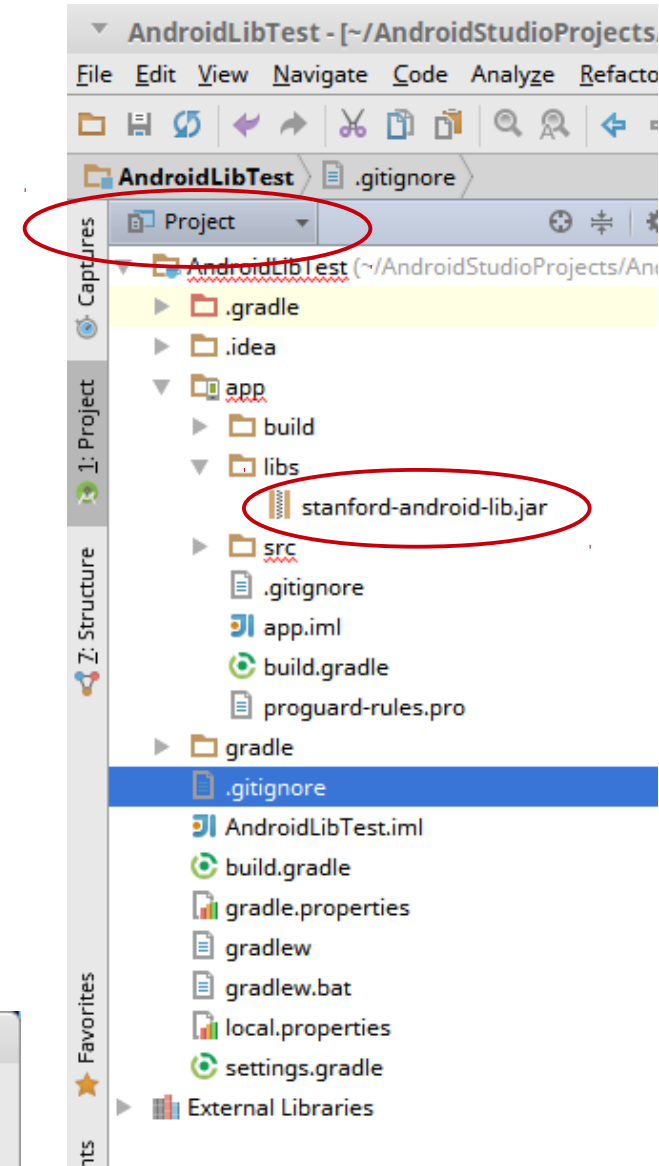 AndroidLibTest - [~/AndroidStudioProjects/
File Edit View Navigate Code Analyze Refacto
AndroidLibTest .gitignore
Project
AndroidLibTest (~/AndroidStudioProjects/An
.gradle
.idea
app
build
libs
stanford-android-lib.jar
src
.gitignore
app.iml
build.gradle
proguard-rules.pro
gradle
.gitignore
AndroidLibTest.iml
build.gradle
gradle.properties
gradlew
gradlew.bat
local.properties
settings.gradle
External Libraries
Captures
1: Project
7: Structure
Favorites
nts